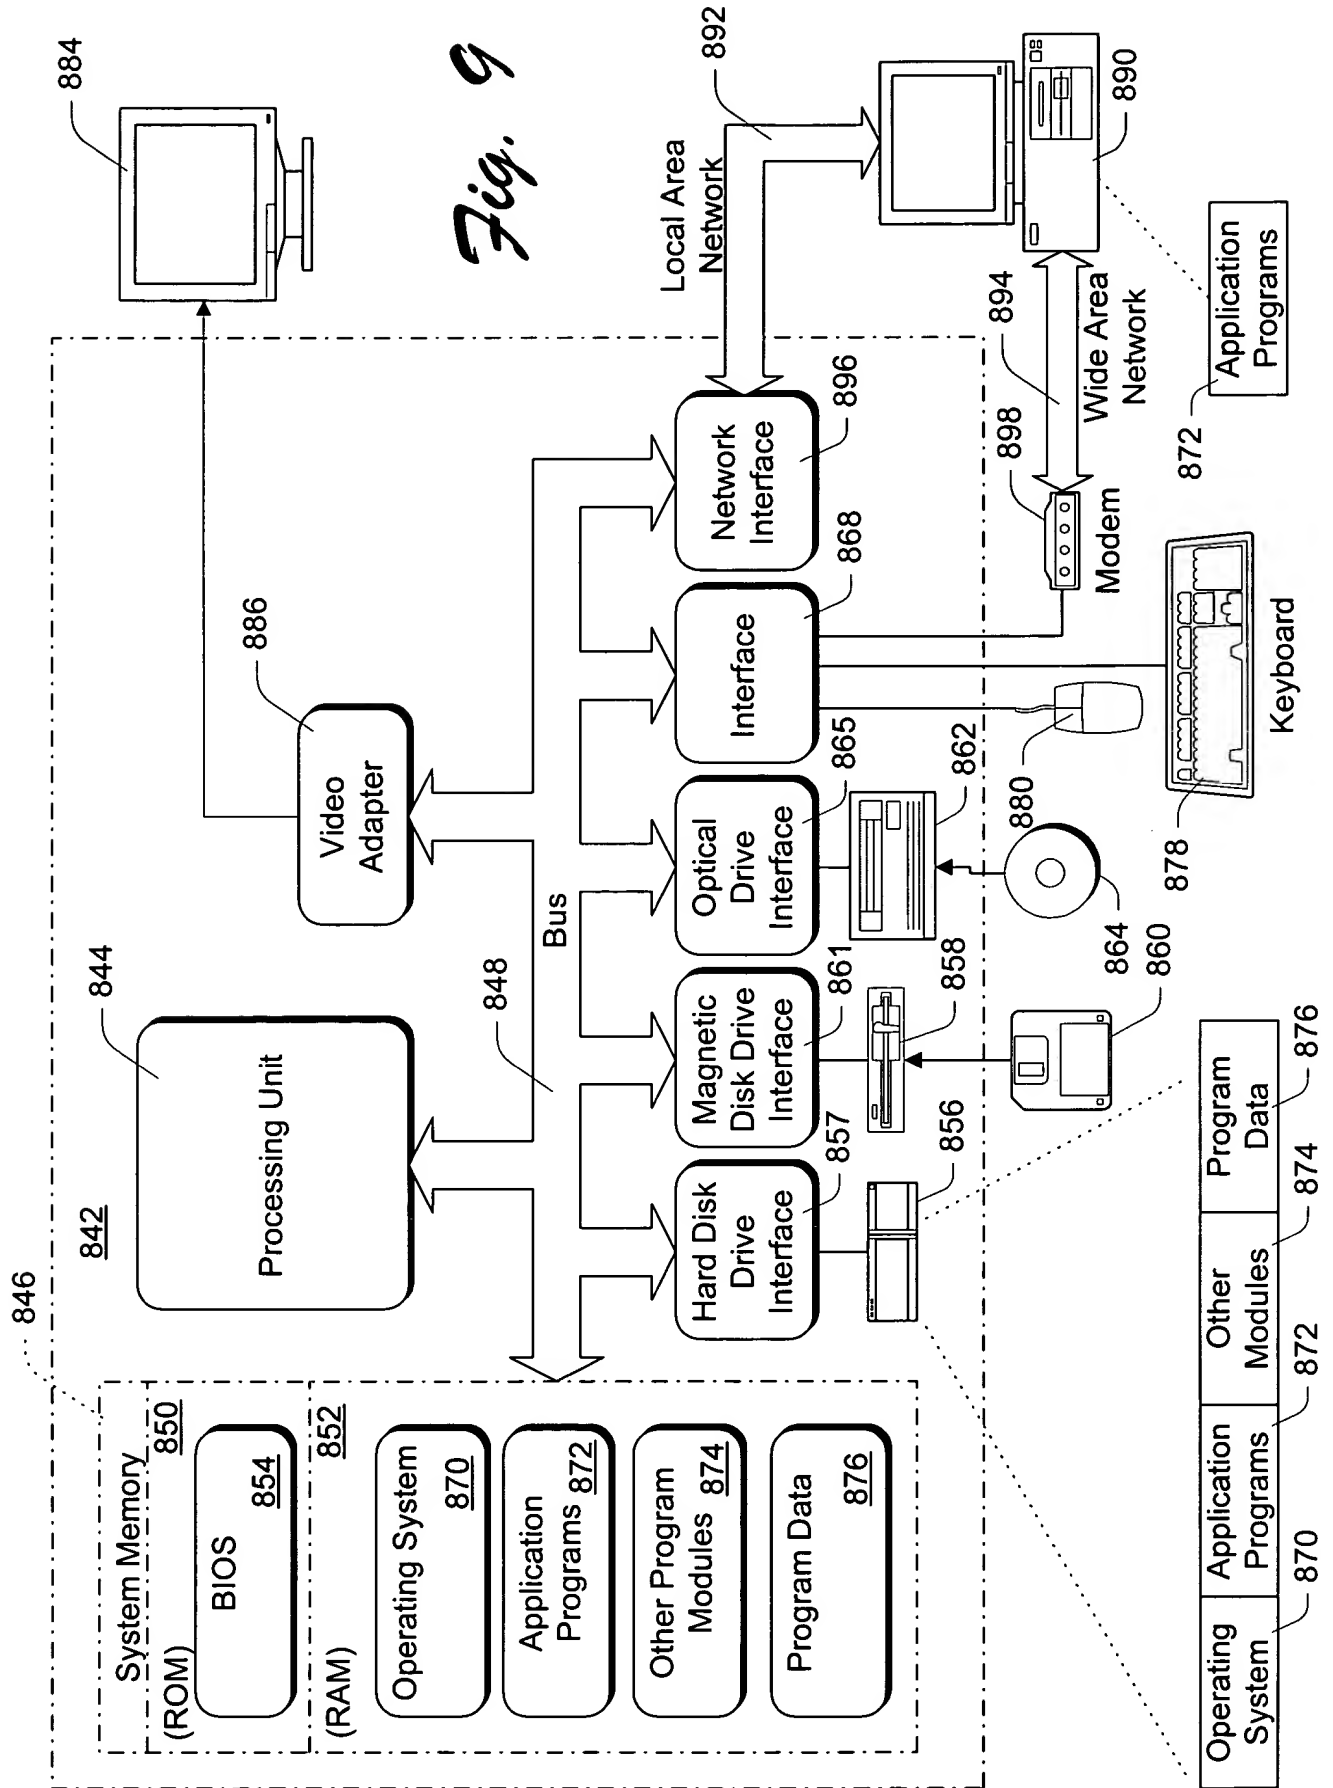 846
842
844
884
System Memory
(ROM)
850
BIOS
854
(RAM)
852
Operating System
870
Application
Programs
872
Other Program
Modules
874
Program Data
876
Processing Unit
848
Bus
Video
Adapter
886
Fig. 9
Hard Disk
Drive
Interface
857
Magnetic
Disk Drive
Interface
861
Optical
Drive
Interface
865
Interface
868
Network
Interface
896
Local Area
Network
892
856
858
862
860
864
880
878
Keyboard
Modem
898
894
Wide Area
Network
890
872
Application
Programs
Operating
System
870
Application
Programs
872
Other
Modules
874
Program
Data
876